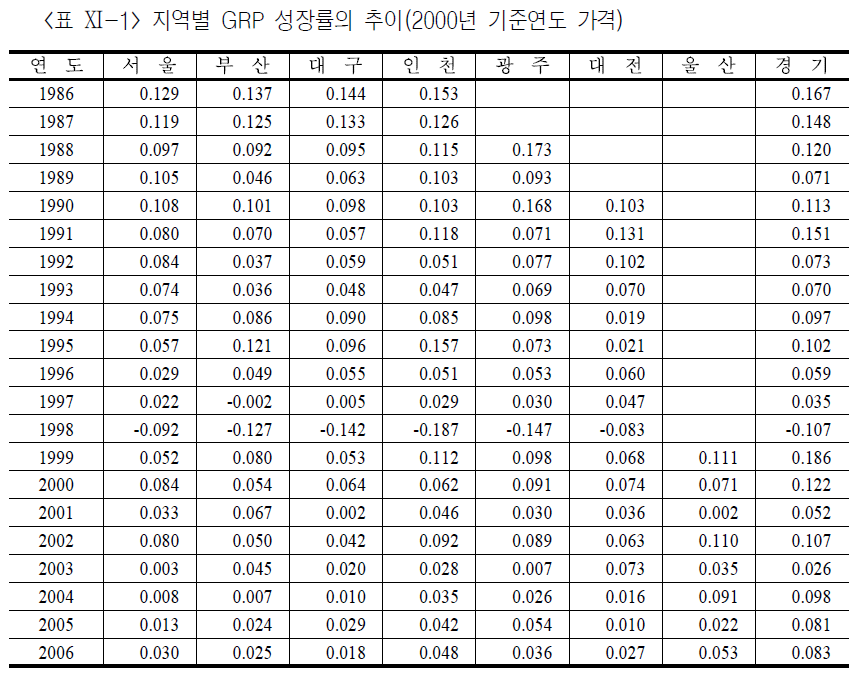 <표 Ⅺ-1> 지역별 GRP 성장률의 추이(2000년 기준연도 가격)
연 도 서 울 부 산 대 구 인 천 광 주 대 전 울 산 경 기
1986 0.129 0.137 0.144 0.153 0.167
1987 0.119 0.125 0.133 0.126 0.148
1988 0.097 0.092 0.095 0.115 0.173 0.120
1989 0.105 0.046 0.063 0.103 0.093 0.071
1990 0.108 0.101 0.098 0.103 0.168 0.103 0.113
1991 0.080 0.070 0.057 0.118 0.071 0.131 0.151
1992 0.084 0.037 0.059 0.051 0.077 0.102 0.073
1993 0.074 0.036 0.048 0.047 0.069 0.070 0.070
1994 0.075 0.086 0.090 0.085 0.098 0.019 0.097
1995 0.057 0.121 0.096 0.157 0.073 0.021 0.102
1996 0.029 0.049 0.055 0.051 0.053 0.060 0.059
1997 0.022 -0.002 0.005 0.029 0.030 0.047 0.035
1998 -0.092 -0.127 -0.142 -0.187 -0.147 -0.083 -0.107
1999 0.052 0.080 0.053 0.112 0.098 0.068 0.111 0.186
2000 0.084 0.054 0.064 0.062 0.091 0.074 0.071 0.122
2001 0.033 0.067 0.002 0.046 0.030 0.036 0.002 0.052
2002 0.080 0.050 0.042 0.092 0.089 0.063 0.110 0.107
2003 0.003 0.045 0.020 0.028 0.007 0.073 0.035 0.026
2004 0.008 0.007 0.010 0.035 0.026 0.016 0.091 0.098
2005 0.013 0.024 0.029 0.042 0.054 0.010 0.022 0.081
2006 0.030 0.025 0.018 0.048 0.036 0.027 0.053 0.083